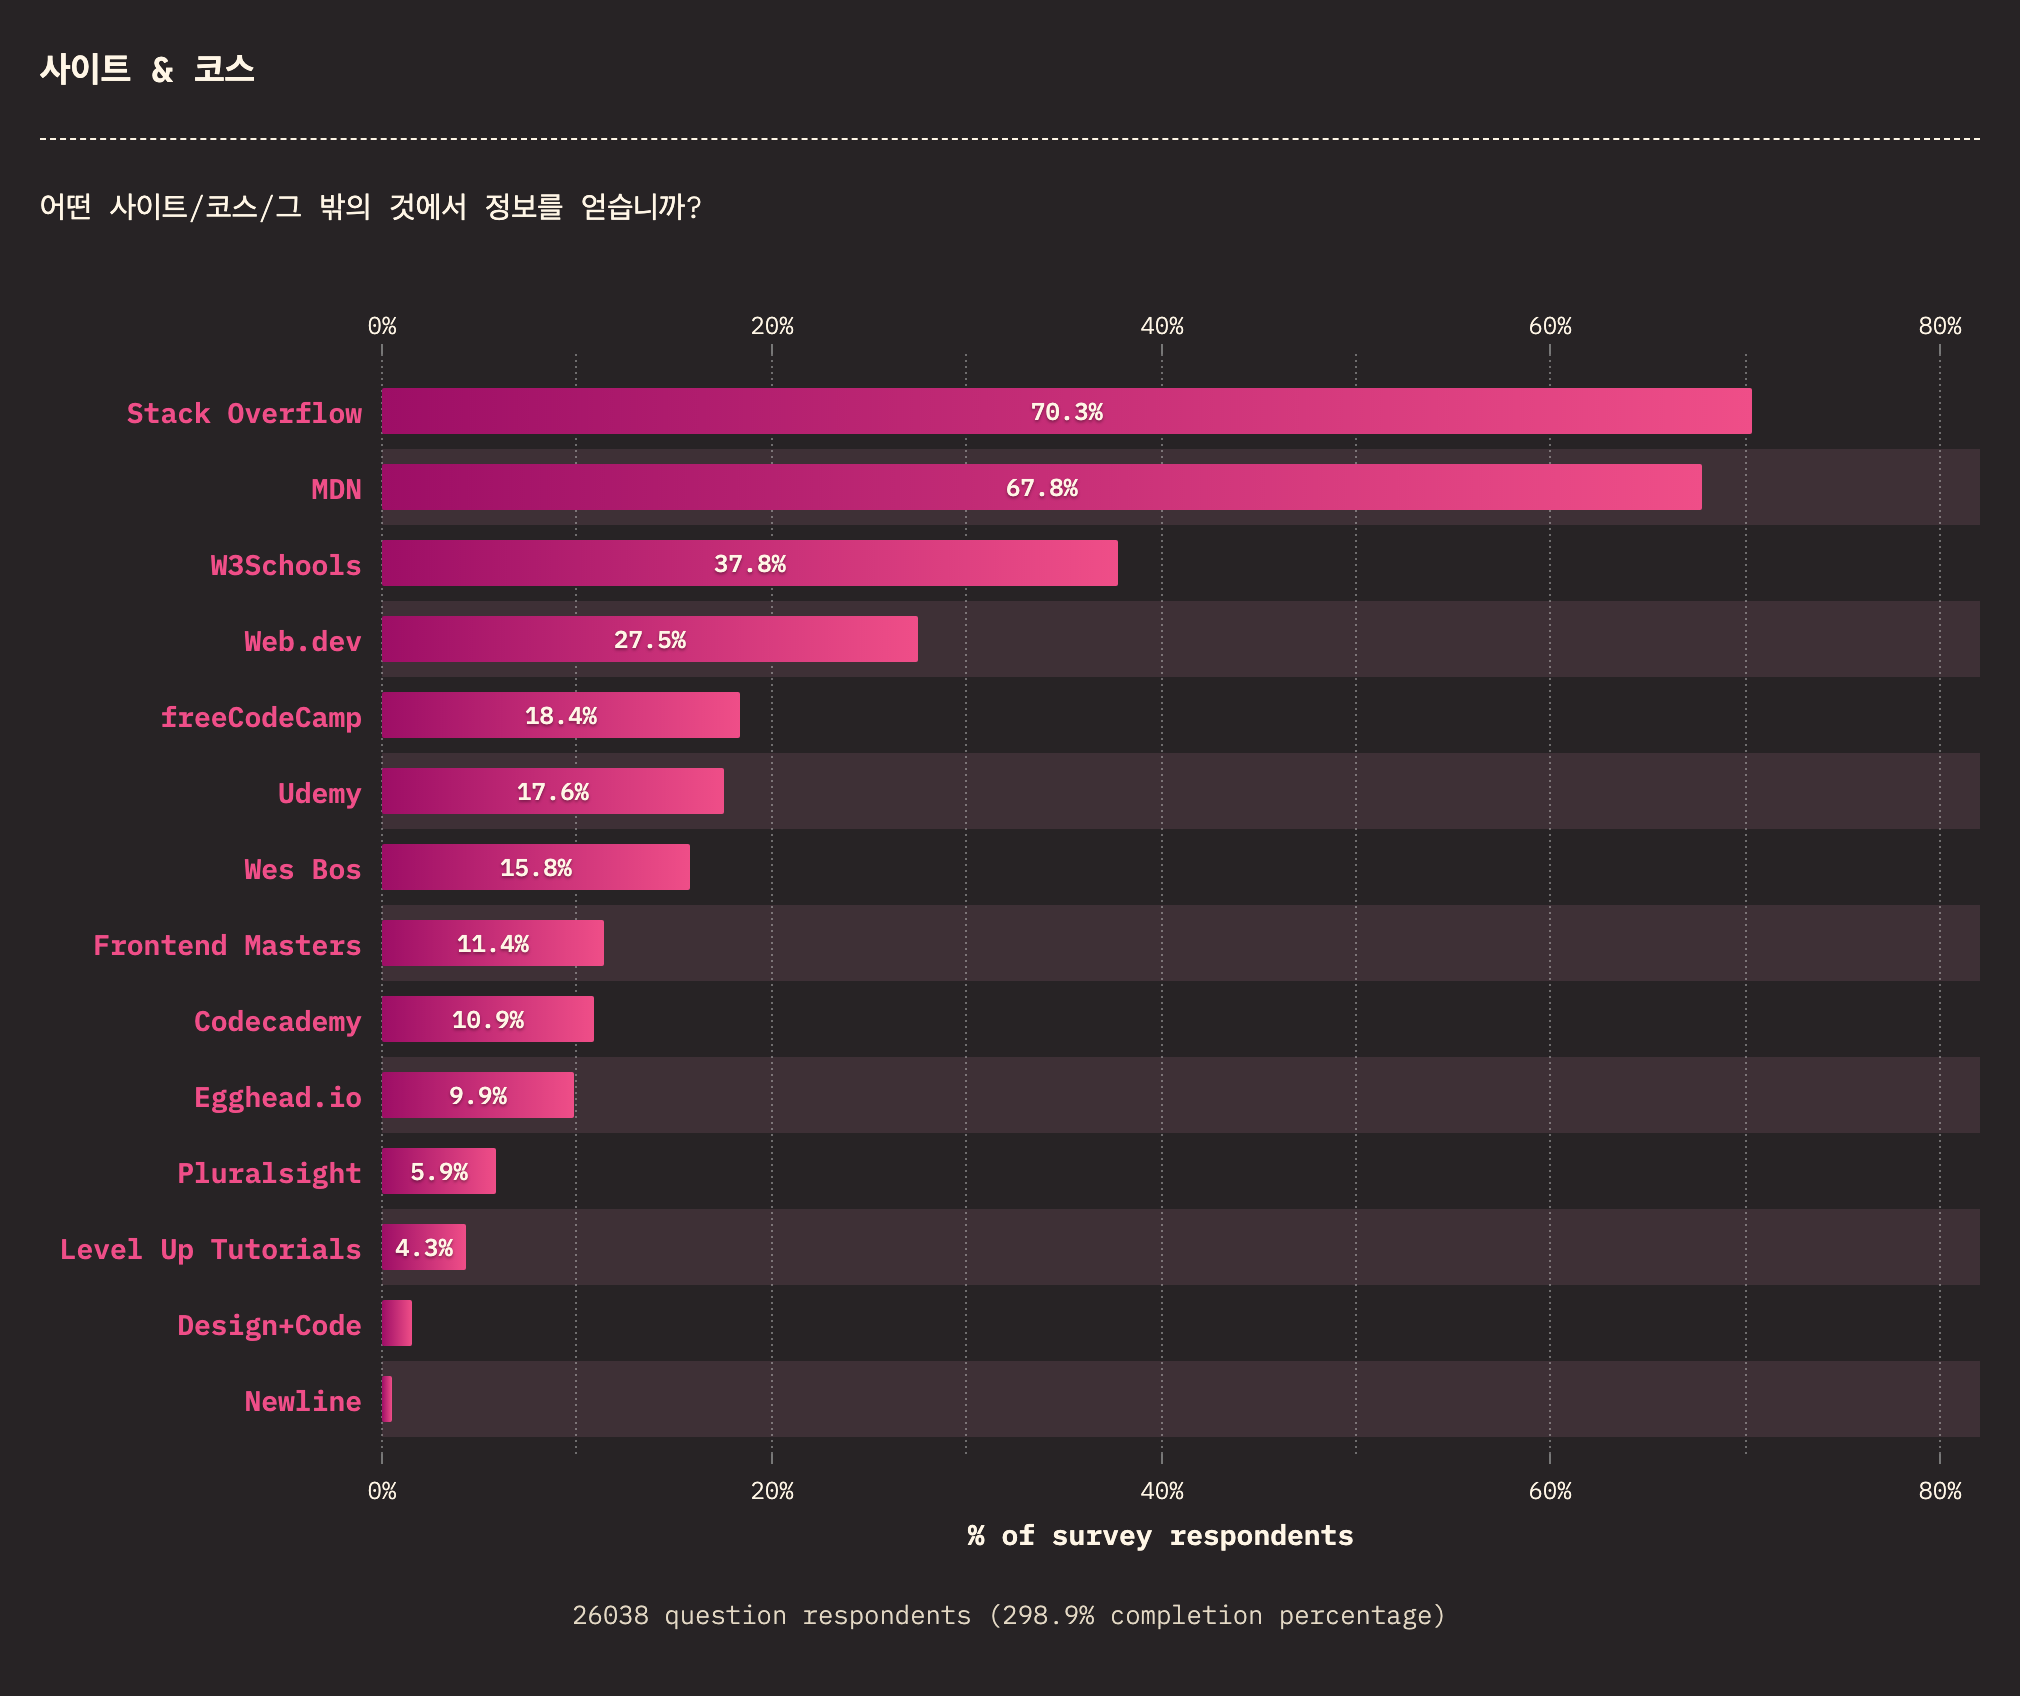 사이트 & 코스
어떤 사이트/코스/그 밖의 것에서 정보를 얻습니까?
0% 20% 40% 60% 80%
Stack Overflow 70.3%
MDN 67.8%
W3Schools 37.8%
Web.dev 27.5%
freeCodeCamp 18.4%
Udemy 17.6%
Wes Bos 15.8%
Frontend Masters 11.4%
Codecademy 10.9%
Egghead.io 9.9%
Pluralsight 5.9%
Level Up Tutorials 4.3%
Design+Code
Newline
0% 20% 40% 60% 80%
% of survey respondents
26038 question respondents (298.9% completion percentage)